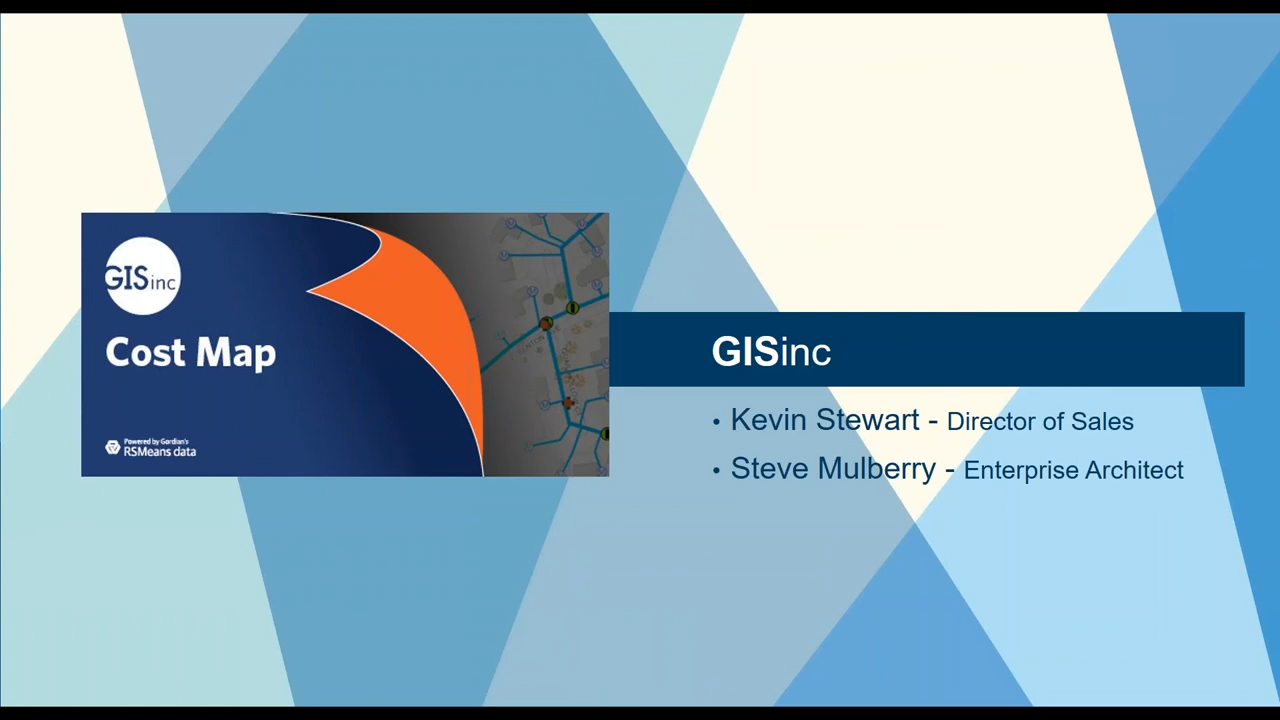 GISinc
Cost Map
Powered by Gordian's
RSMeans data
GISinc
• Kevin Stewart - Director of Sales
• Steve Mulberry - Enterprise Architect